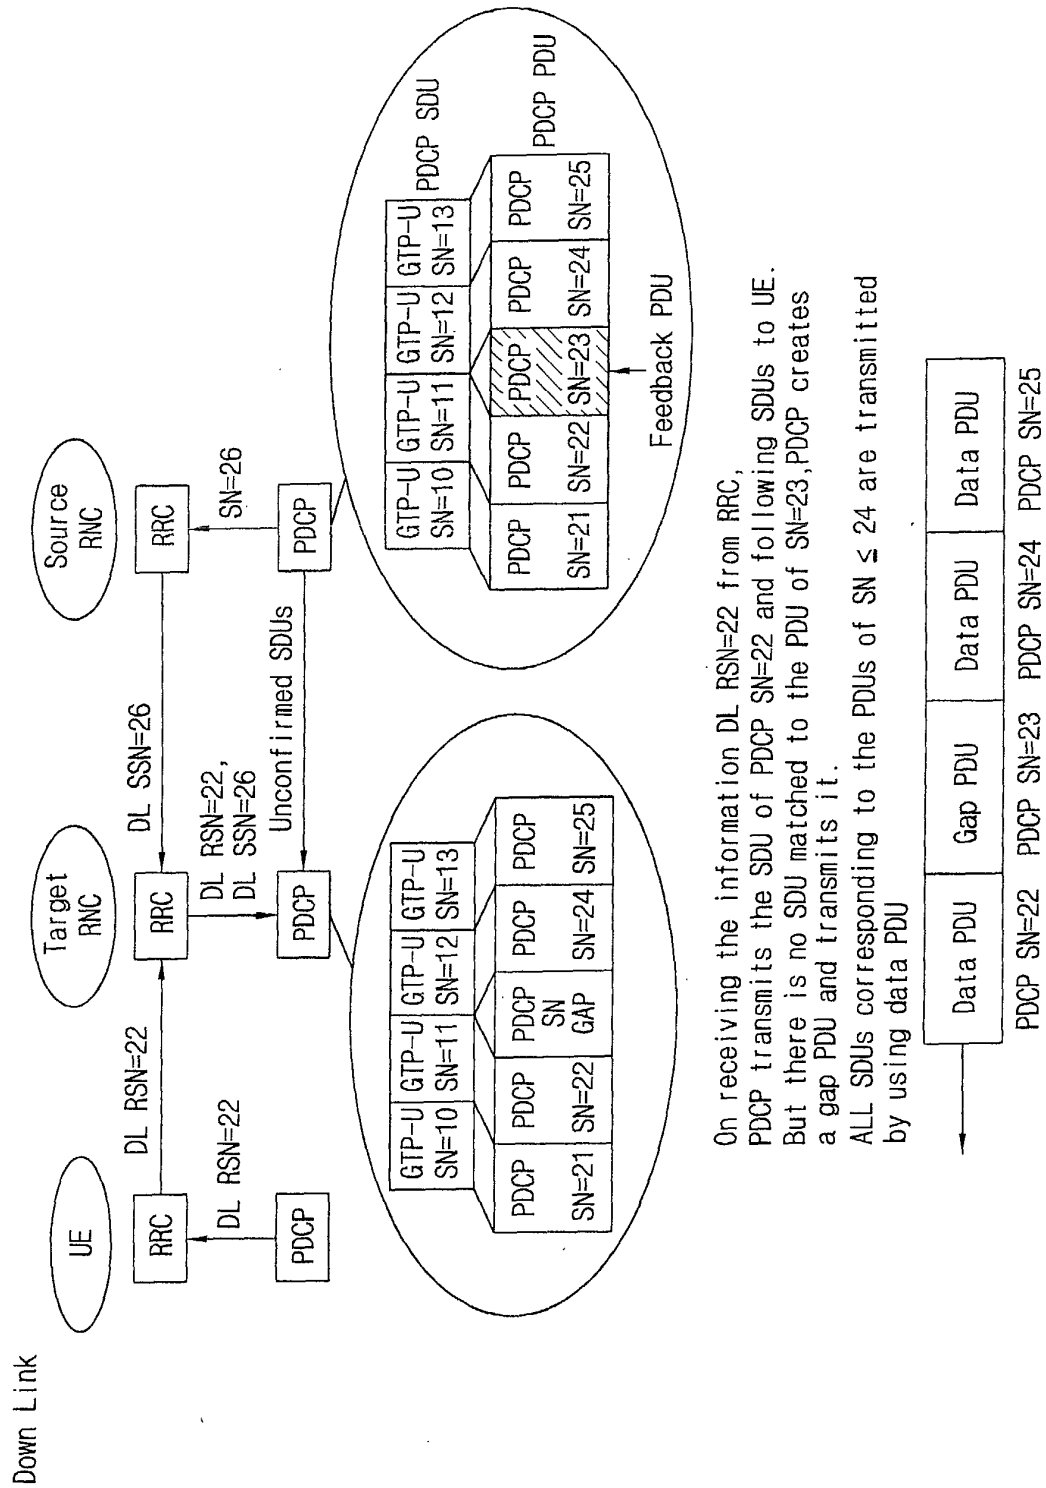 Down Link
UE
Target
RNC
Source
RNC
RRC
DL RSN=22
RRC
DL SSN=26
RRC
DL RSN=22
DL RSN=22,
DL SSN=26
SN=26
PDCP
PDCP
Unconfirmed SDUs
PDCP
GTP-U
SN=10
GTP-U
SN=11
GTP-U
SN=12
GTP-U
SN=13
PDCP
SN=21
PDCP
SN=22
PDCP
SN
GAP
PDCP
SN=24
PDCP
SN=25
GTP-U
SN=10
GTP-U
SN=11
GTP-U
SN=12
GTP-U
SN=13
PDCP SDU
PDCP
SN=21
PDCP
SN=22
PDCP
SN=23
PDCP
SN=24
PDCP
SN=25
PDCP PDU
Feedback PDU
On receiving the information DL RSN=22 from RRC,
PDCP transmits the SDU of PDCP SN=22 and following SDUs to UE.
But there is no SDU matched to the PDU of SN=23,PDCP creates
a gap PDU and transmits it.
ALL SDUs corresponding to the PDUs of SN ≤ 24 are transmitted
by using data PDU
Data PDU
Gap PDU
Data PDU
Data PDU
PDCP SN=22
PDCP SN=23
PDCP SN=24
PDCP SN=25